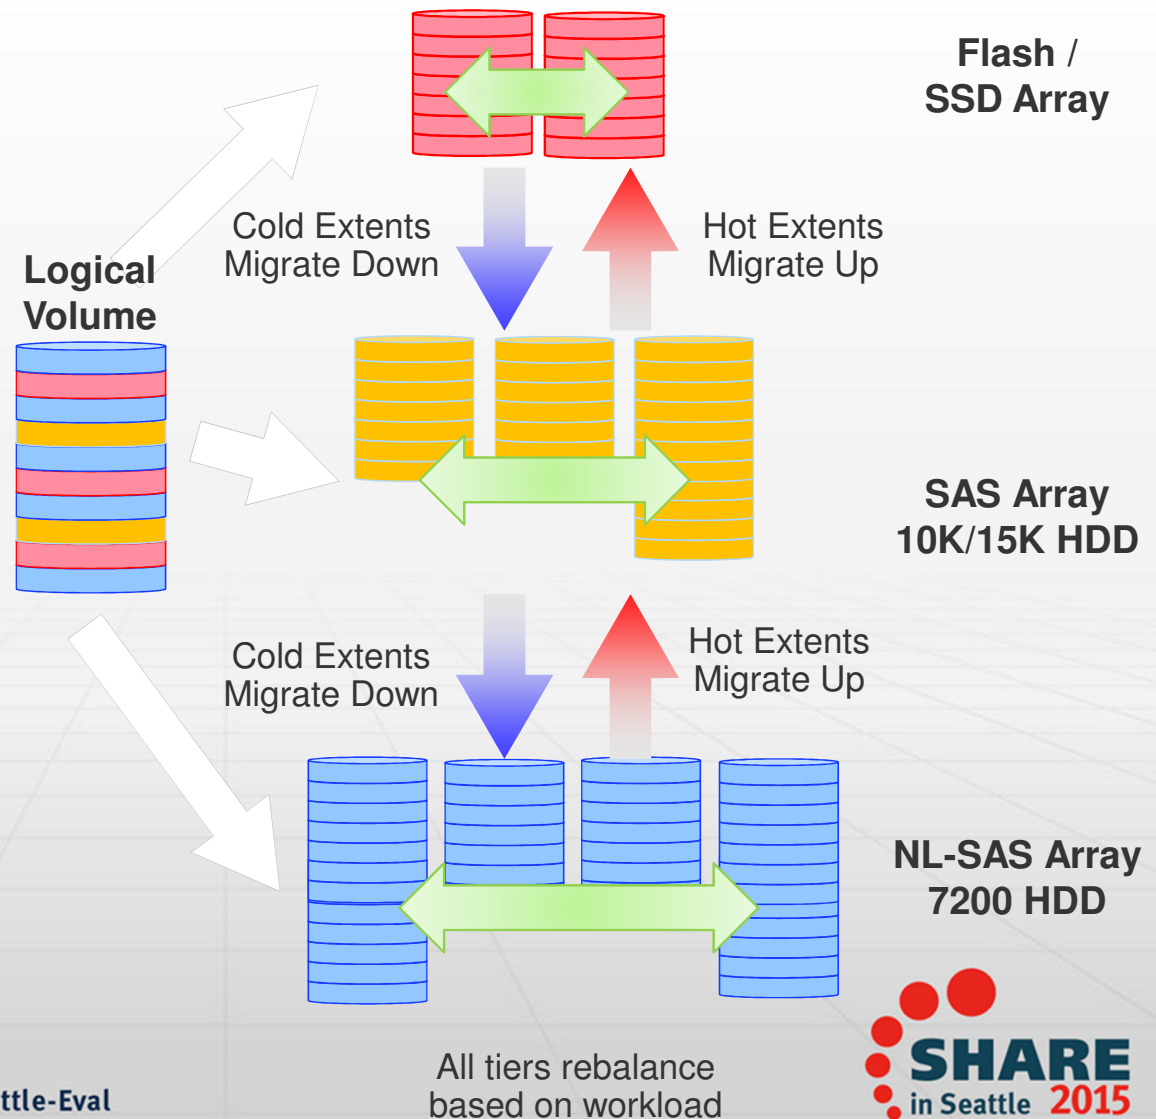 Flash /
SSD Array
Cold Extents
Migrate Down
Hot Extents
Migrate Up
Logical
Volume
SAS Array
10K/15K HDD
Cold Extents
Migrate Down
Hot Extents
Migrate Up
NL-SAS Array
7200 HDD
All tiers rebalance
based on workload
ttle-Eval
SHARE
in Seattle 2015